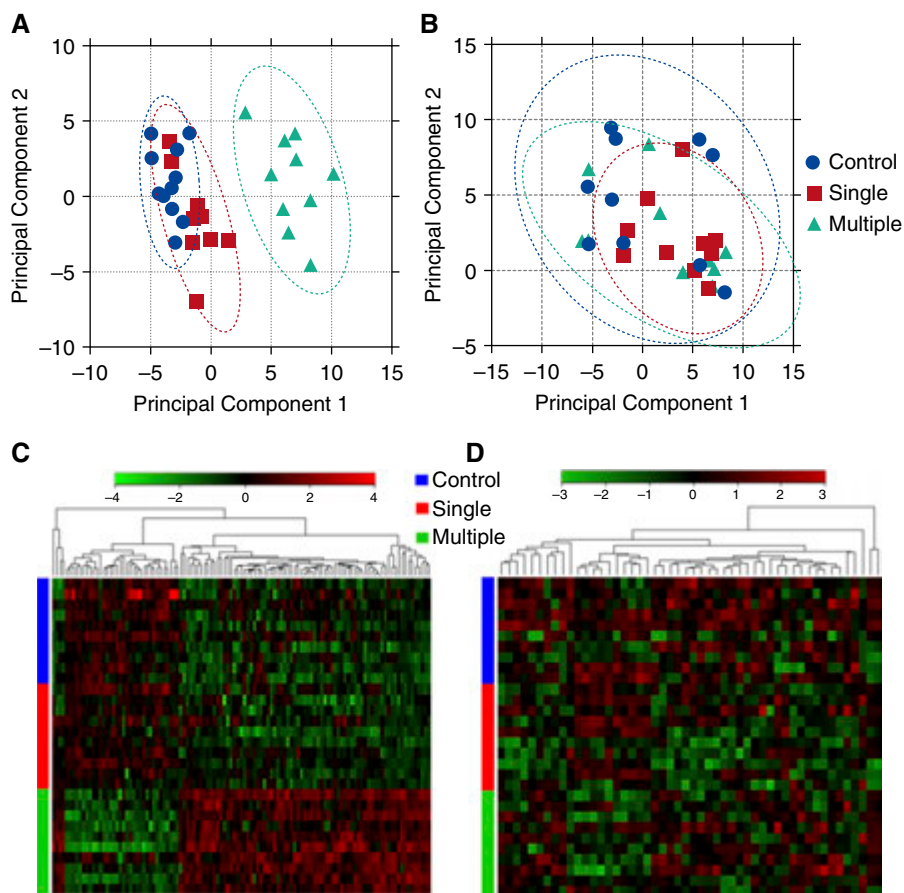 A
Principal Component 2
10
5
0
−5
−10
−10 −5 0 5 10 15
Principal Component 1
B
Principal Component 2
15
10
5
0
−5
−15 −10 −5 0 5 10 15
Principal Component 1
Control
Single
Multiple
C
−4 −2 0 2 4
Control
Single
Multiple
D
−3 −2 −1 0 1 2 3